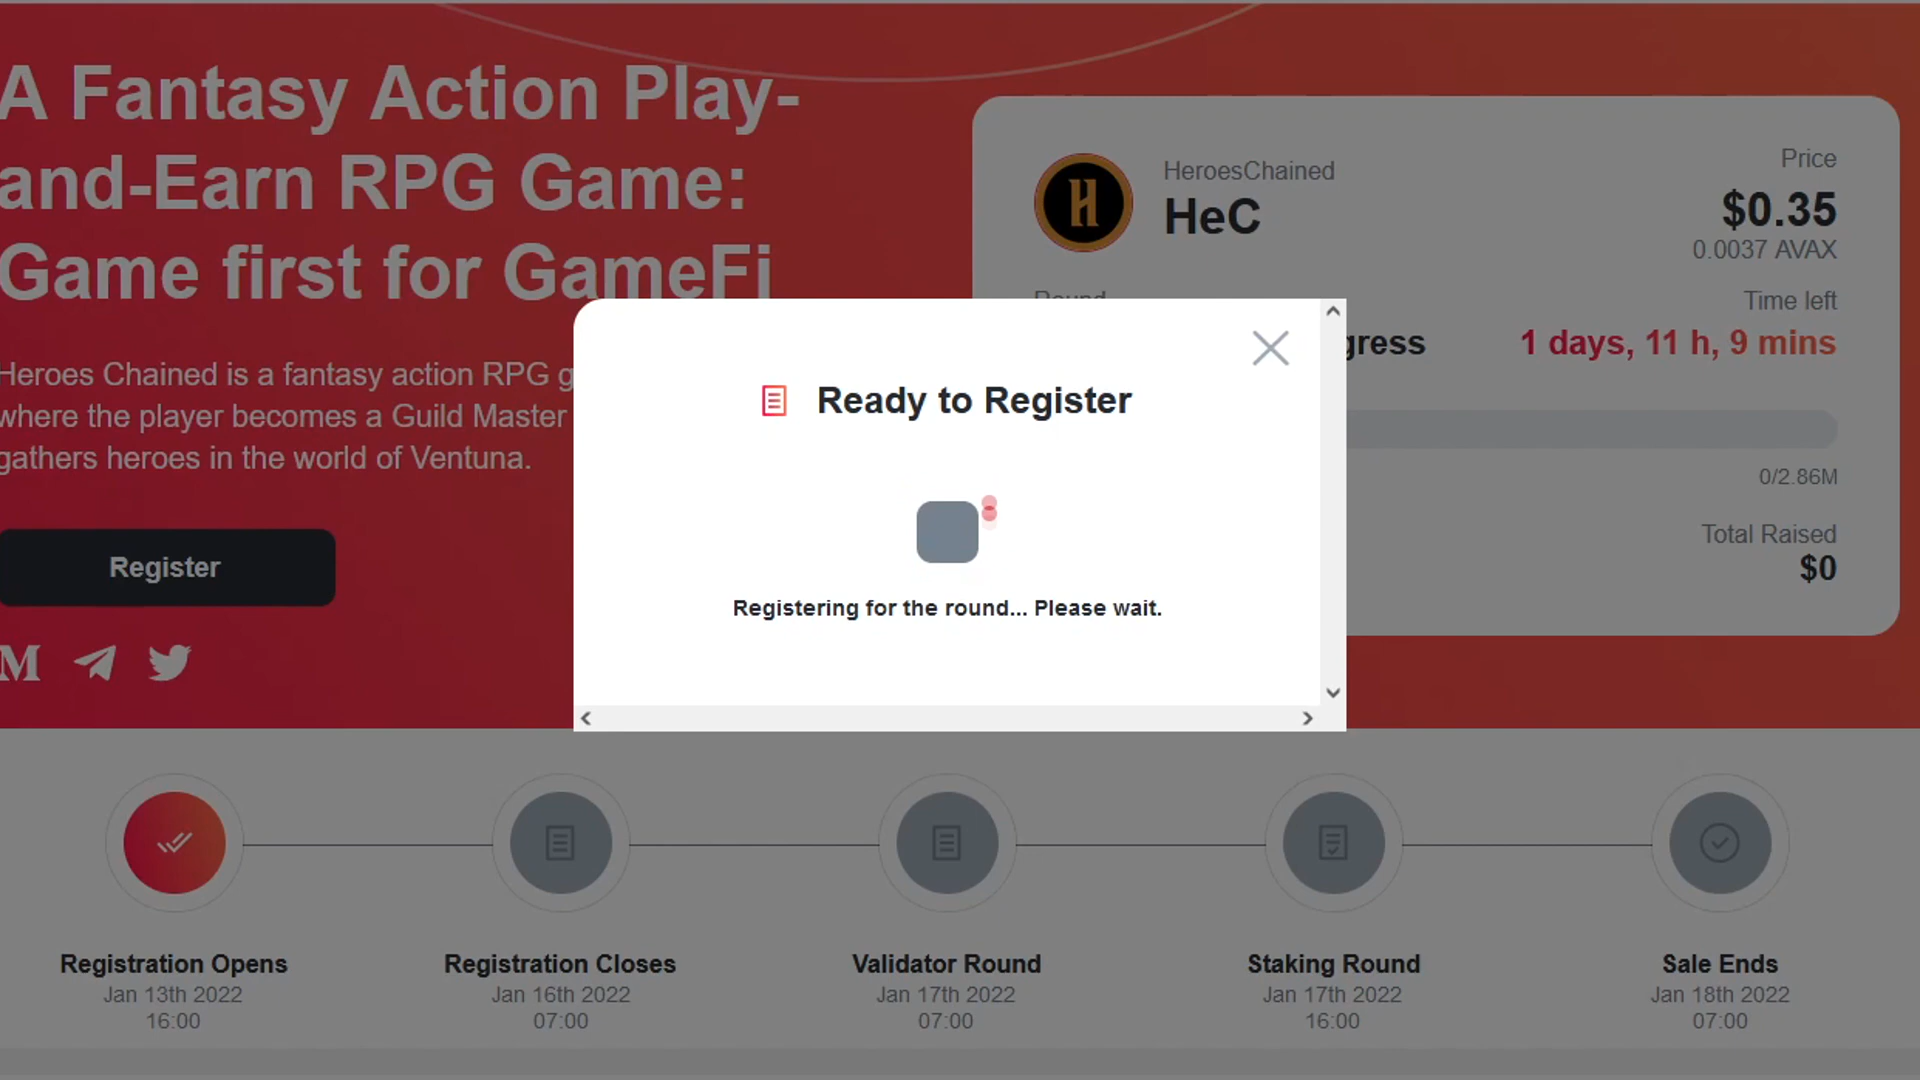 A Fantasy Action Play-
and-Earn RPG Game:
Game first for GameFi
Heroes Chained is a fantasy action RPG g
where the player becomes a Guild Master
gathers heroes in the world of Ventuna.
Register
M
HeroesChained
HeC
Price
$0.35
0.0037 AVAX
Round
Time left
gress
1 days, 11 h, 9 mins
0/2.86M
Total Raised
$0
Ready to Register
Registering for the round... Please wait.
Registration Opens
Jan 13th 2022
16:00
Registration Closes
Jan 16th 2022
07:00
Validator Round
Jan 17th 2022
07:00
Staking Round
Jan 17th 2022
16:00
Sale Ends
Jan 18th 2022
07:00